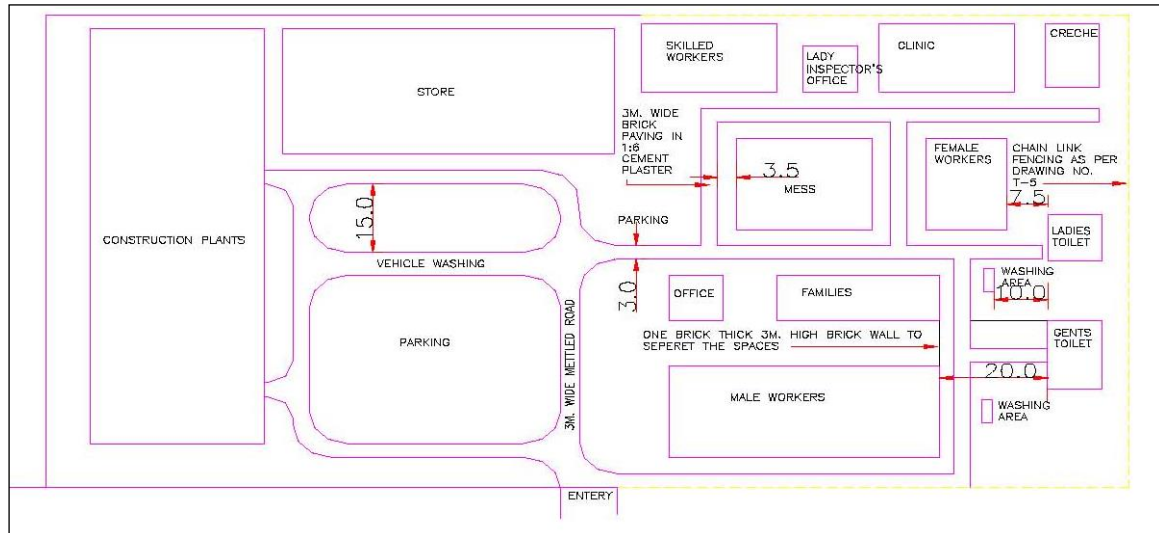 SKILLED
WORKERS
LADY
INSPECTOR'S
OFFICE
CLINIC
CRECHE
STORE
3M. WIDE
BRICK
PAVING IN
1:6
CEMENT
PLASTER
3.5
MESS
FEMALE
WORKERS
CHAIN LINK
FENCING AS PER
DRAWING NO.
T-5
7.5
15.0
PARKING
LADIES
TOILET
CONSTRUCTION PLANTS
VEHICLE WASHING
3.0
OFFICE
FAMILIES
WASHING
AREA
10.0
ONE BRICK THICK 3M. HIGH BRICK WALL TO
SEPERET THE SPACES
GENTS
TOILET
PARKING
3M. WIDE METTLED ROAD
20.0
MALE WORKERS
WASHING
AREA
ENTERY